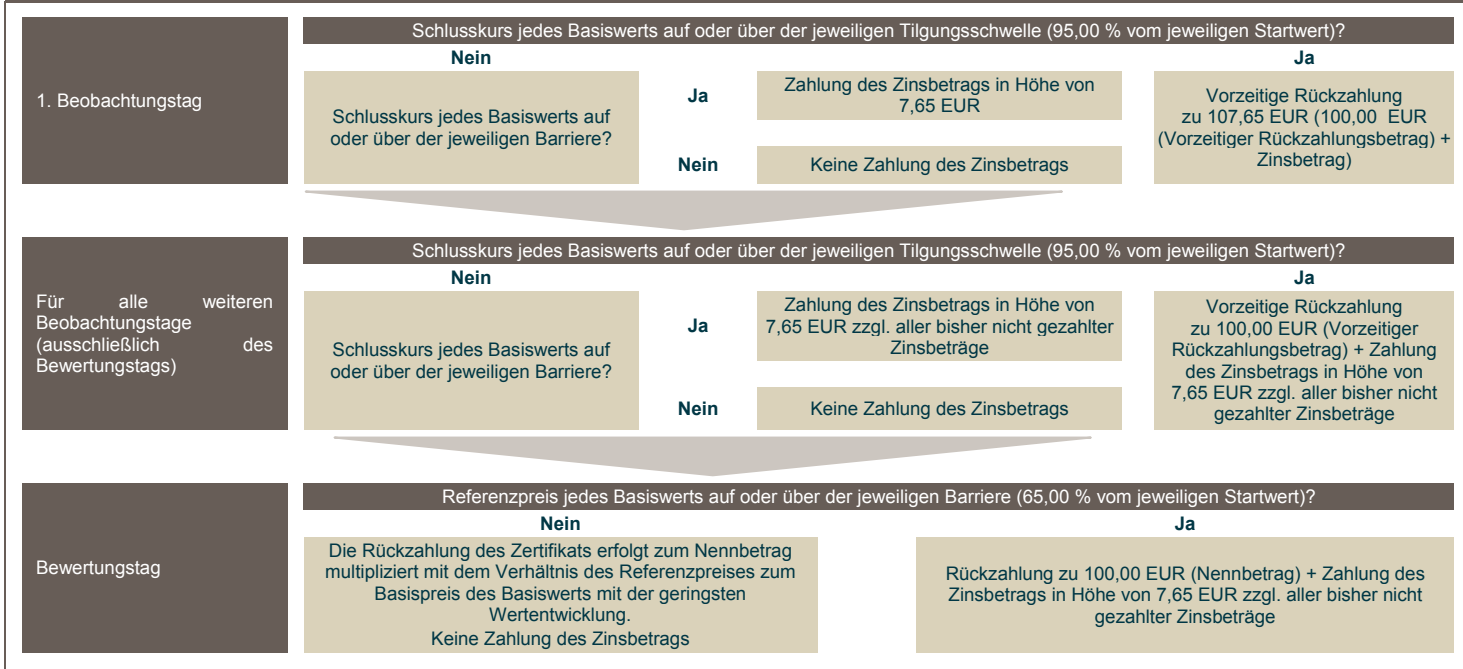 Schlusskurs jedes Basiswerts auf oder über der jeweiligen Tilgungsschwelle (95,00 % vom jeweiligen Startwert)?
1. Beobachtungstag
Nein
Ja
Schlusskurs jedes Basiswerts auf
oder über der jeweiligen Barriere?
Ja
Zahlung des Zinsbetrags in Höhe von
7,65 EUR
Nein
Keine Zahlung des Zinsbetrags
Vorzeitige Rückzahlung
zu 107,65 EUR (100,00 EUR
(Vorzeitiger Rückzahlungsbetrag) +
Zinsbetrag)
Schlusskurs jedes Basiswerts auf oder über der jeweiligen Tilgungsschwelle (95,00 % vom jeweiligen Startwert)?
Für alle weiteren
Beobachtungstage
(ausschließlich des
Bewertungstags)
Nein
Ja
Schlusskurs jedes Basiswerts auf
oder über der jeweiligen Barriere?
Ja
Zahlung des Zinsbetrags in Höhe von
7,65 EUR zzgl. aller bisher nicht gezahlter
Zinsbeträge
Nein
Keine Zahlung des Zinsbetrags
Vorzeitige Rückzahlung
zu 100,00 EUR (Vorzeitiger
Rückzahlungsbetrag) + Zahlung
des Zinsbetrags in Höhe von
7,65 EUR zzgl. aller bisher nicht
gezahlter Zinsbeträge
Referenzpreis jedes Basiswerts auf oder über der jeweiligen Barriere (65,00 % vom jeweiligen Startwert)?
Bewertungstag
Nein
Ja
Die Rückzahlung des Zertifikats erfolgt zum Nennbetrag
multipliziert mit dem Verhältnis des Referenzpreises zum
Basispreis des Basiswerts mit der geringsten
Wertentwicklung.
Keine Zahlung des Zinsbetrags
Rückzahlung zu 100,00 EUR (Nennbetrag) + Zahlung des
Zinsbetrags in Höhe von 7,65 EUR zzgl. aller bisher nicht
gezahlter Zinsbeträge